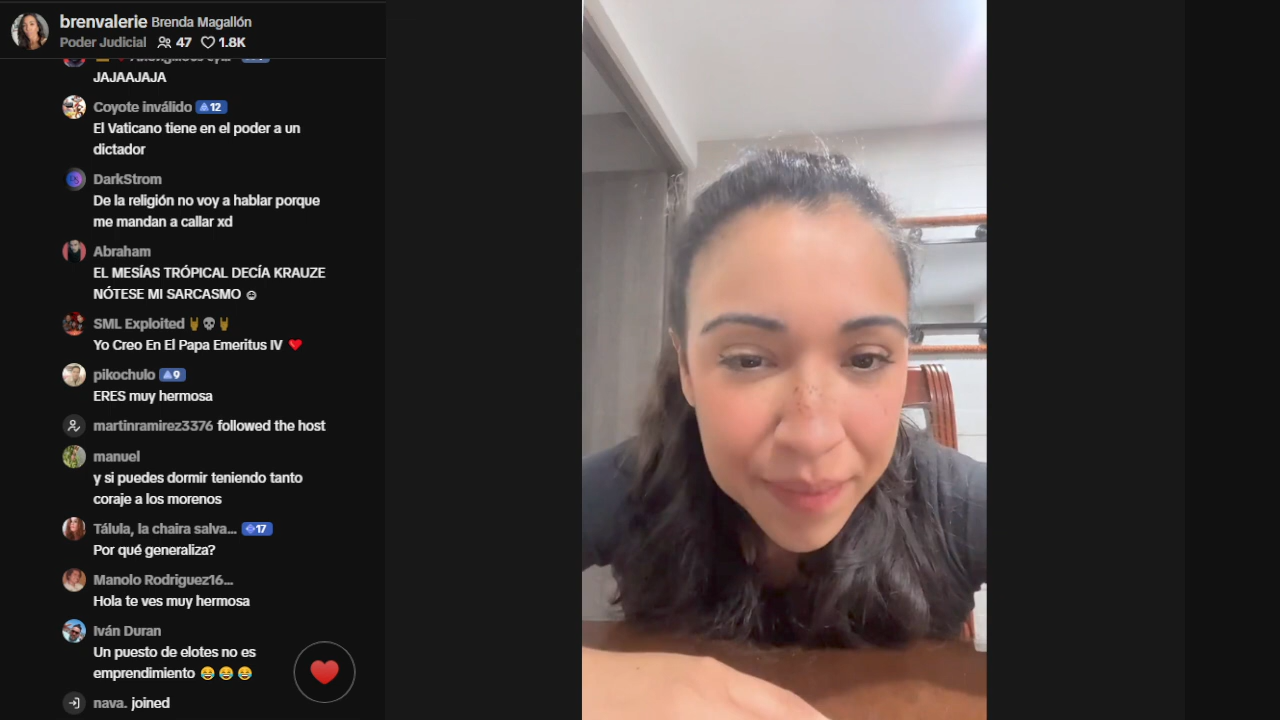 brenvalerie Brenda Magallón
Poder Judicial 47 1.8K
JAJAAJAJA
Coyote inválido 12
El Vaticano tiene en el poder a un
dictador
DarkStrom
De la religión no voy a hablar porque
me mandan a callar xd
Abraham
EL MESÍAS TRÓPICAL DECÍA KRAUZE
NÓTESE MI SARCASMO ☺
SML Exploited 🤘💀🤘
Yo Creo En El Papa Emeritus IV ❤️
pikochulo 9
ERES muy hermosa
martinramirez3376 followed the host
manuel
y si puedes dormir teniendo tanto
coraje a los morenos
Tálula, la chaira salva... 17
Por qué generaliza?
Manolo Rodriguez16...
Hola te ves muy hermosa
Iván Duran
Un puesto de elotes no es
emprendimiento 😂😂😂
nava. joined